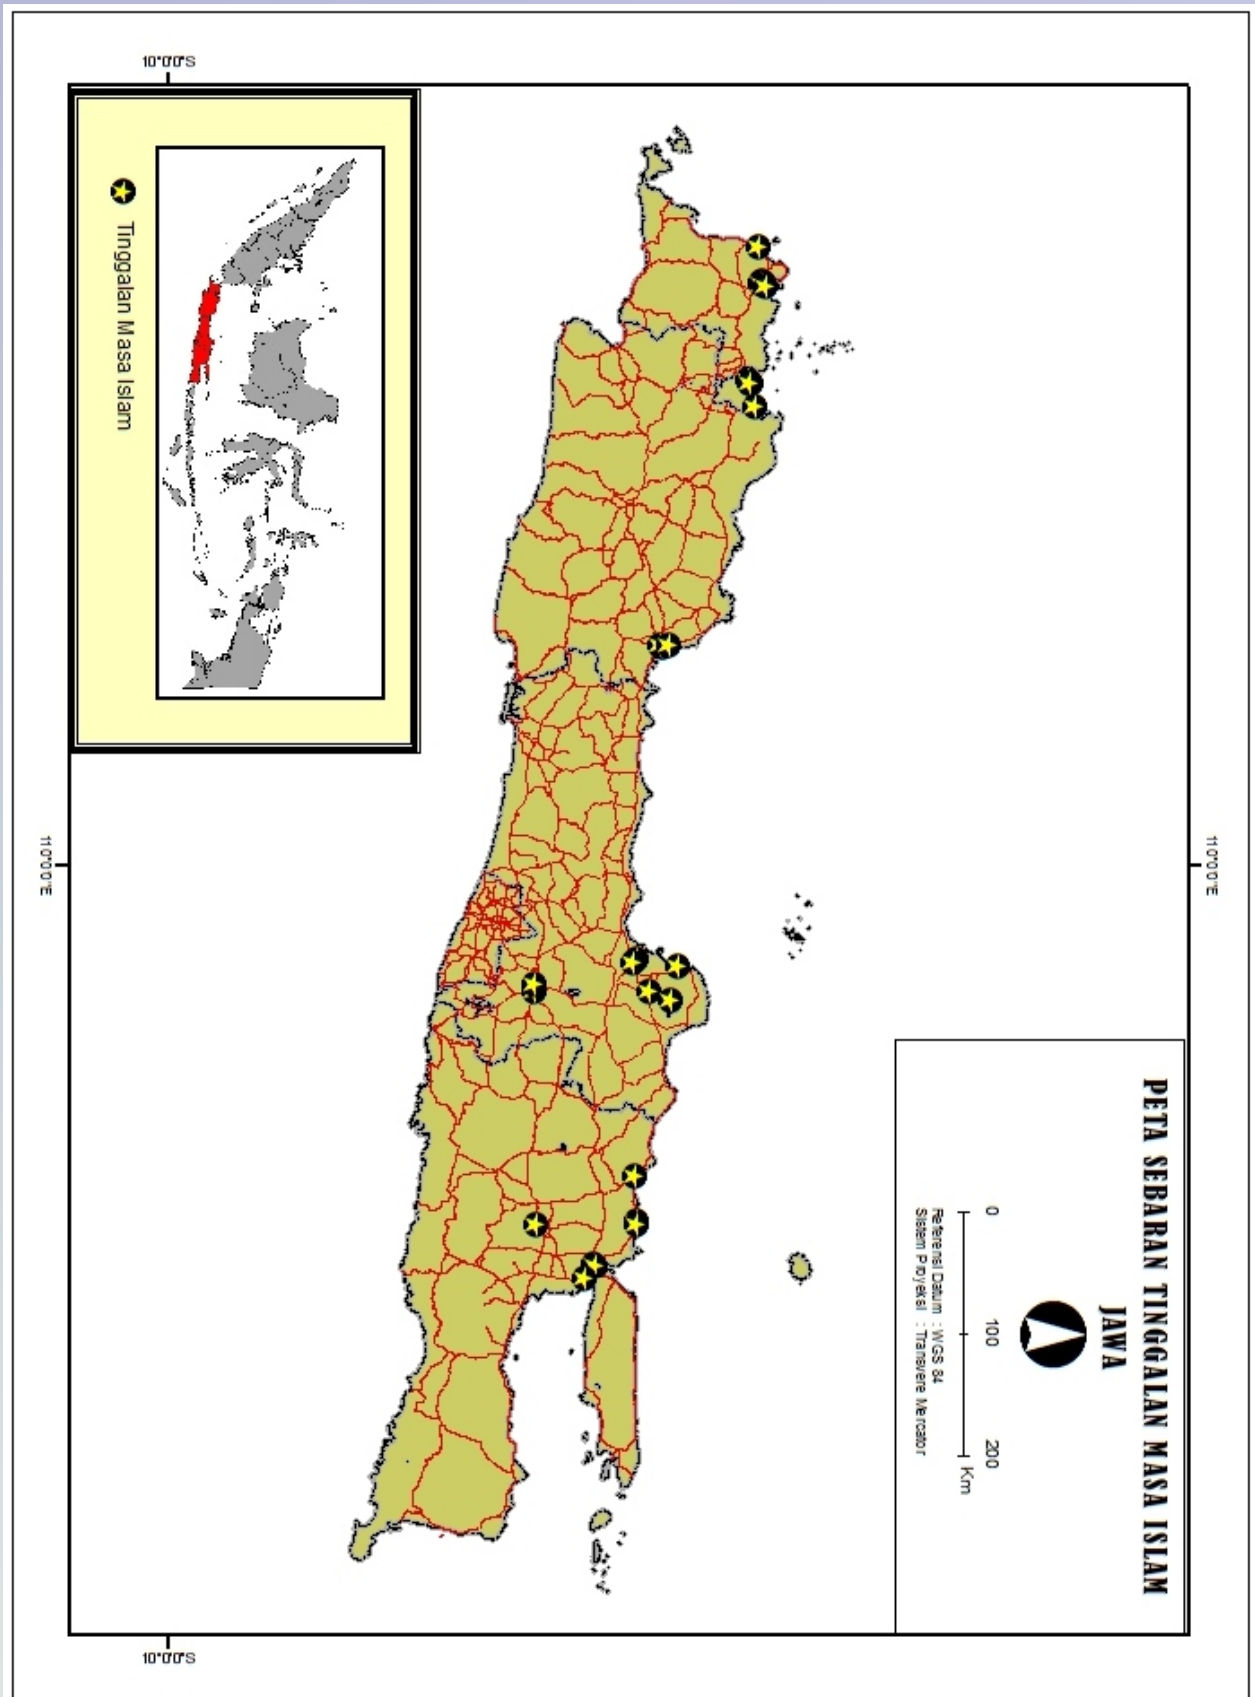 PETA SEBARAN TINGGALAN MASA ISLAM
JAWA
0 100 200
Km
Referensi Datum : WGS 84
Sistem Proyeksi : Transvere Mercator
110°0'0"E
110°0'0"E
10°0'0"S
10°0'0"S
Tinggalan Masa Islam